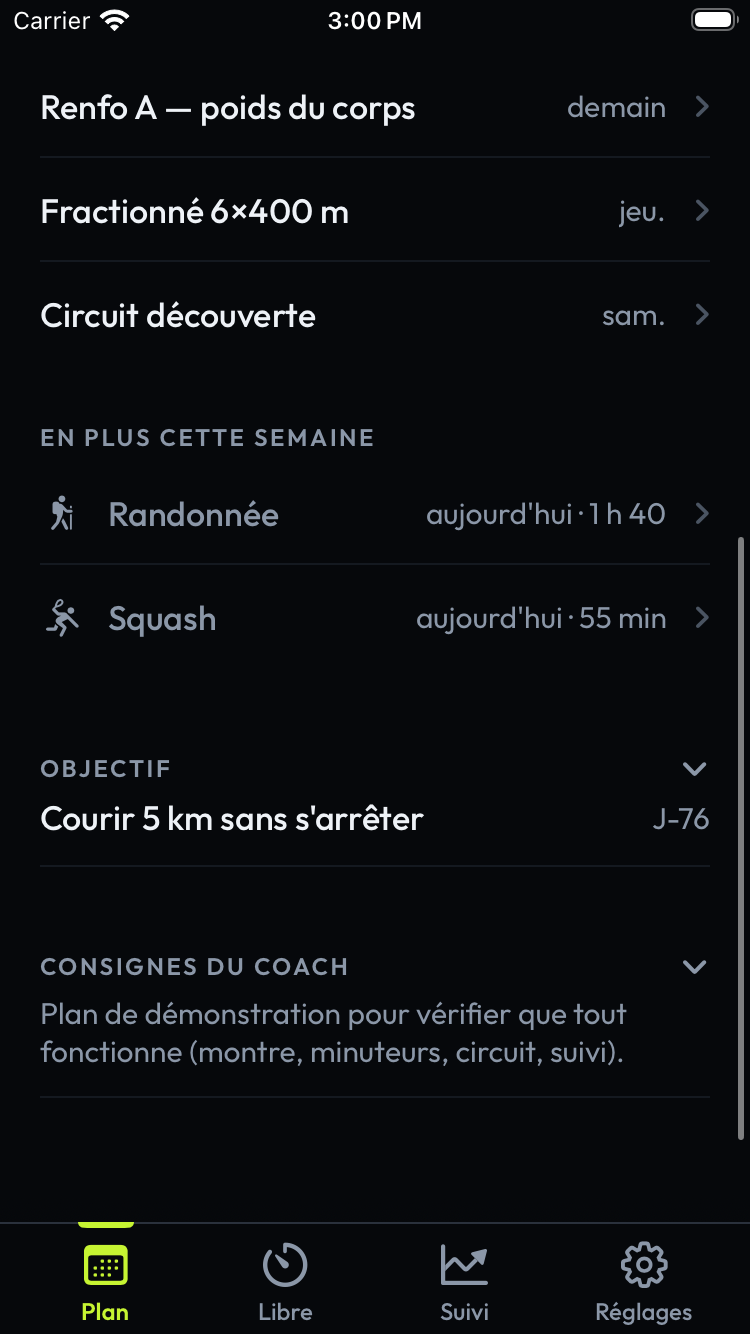 Carrier 3:00 PM
Renfo A — poids du corps demain
Fractionné 6×400 m jeu.
Circuit découverte sam.
EN PLUS CETTE SEMAINE
Randonnée aujourd'hui · 1 h 40
Squash aujourd'hui · 55 min
OBJECTIF
Courir 5 km sans s'arrêter J-76
CONSIGNES DU COACH
Plan de démonstration pour vérifier que tout
fonctionne (montre, minuteurs, circuit, suivi).
Plan Libre Suivi Réglages